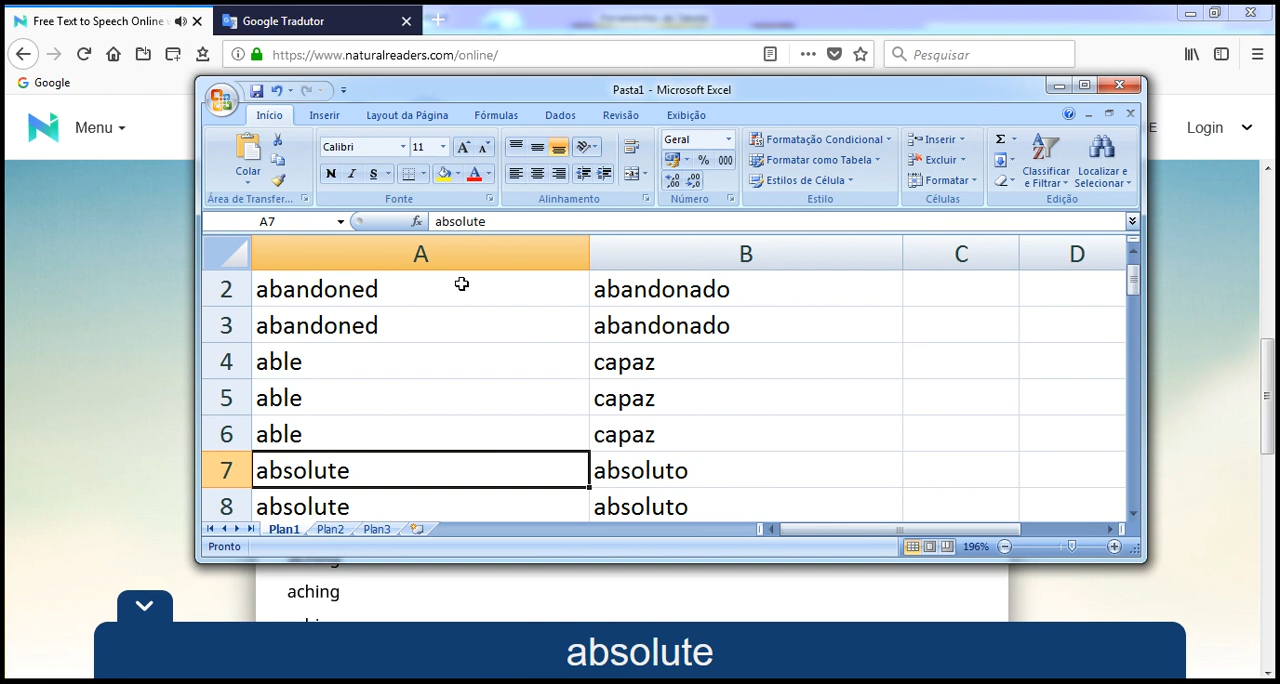 Free Text to Speech Online
Google Tradutor
https://www.naturalreaders.com/online/
Pesquisar
Google
Menu
E
Login
Pasta1 - Microsoft Excel
Início
Inserir
Layout da Página
Fórmulas
Dados
Revisão
Exibição
Colar
Calibri
11
N I S
Geral
% 000
Formatação Condicional
Formatar como Tabela
Estilos de Célula
Inserir
Excluir
Formatar
Classificar e Filtrar
Localizar e Selecionar
Área de Transfer...
Fonte
Alinhamento
Número
Estilo
Células
Edição
A7
fx
absolute
A B C D
2 abandoned abandonado
3 abandoned abandonado
4 able capaz
5 able capaz
6 able capaz
7 absolute absoluto
8 absolute absoluto
Plan1 Plan2 Plan3
Pronto
196%
aching
absolute